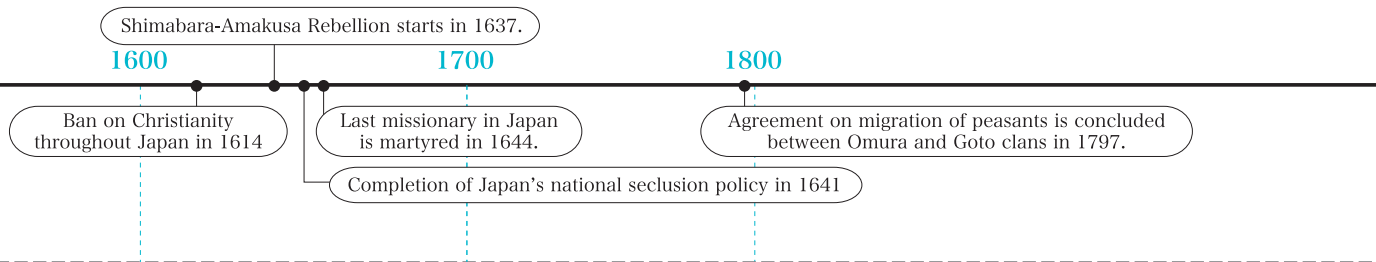 Shimabara-Amakusa Rebellion starts in 1637.
1600
1700
1800
Ban on Christianity
throughout Japan in 1614
Last missionary in Japan
is martyred in 1644.
Agreement on migration of peasants is concluded
between Omura and Goto clans in 1797.
Completion of Japan's national seclusion policy in 1641